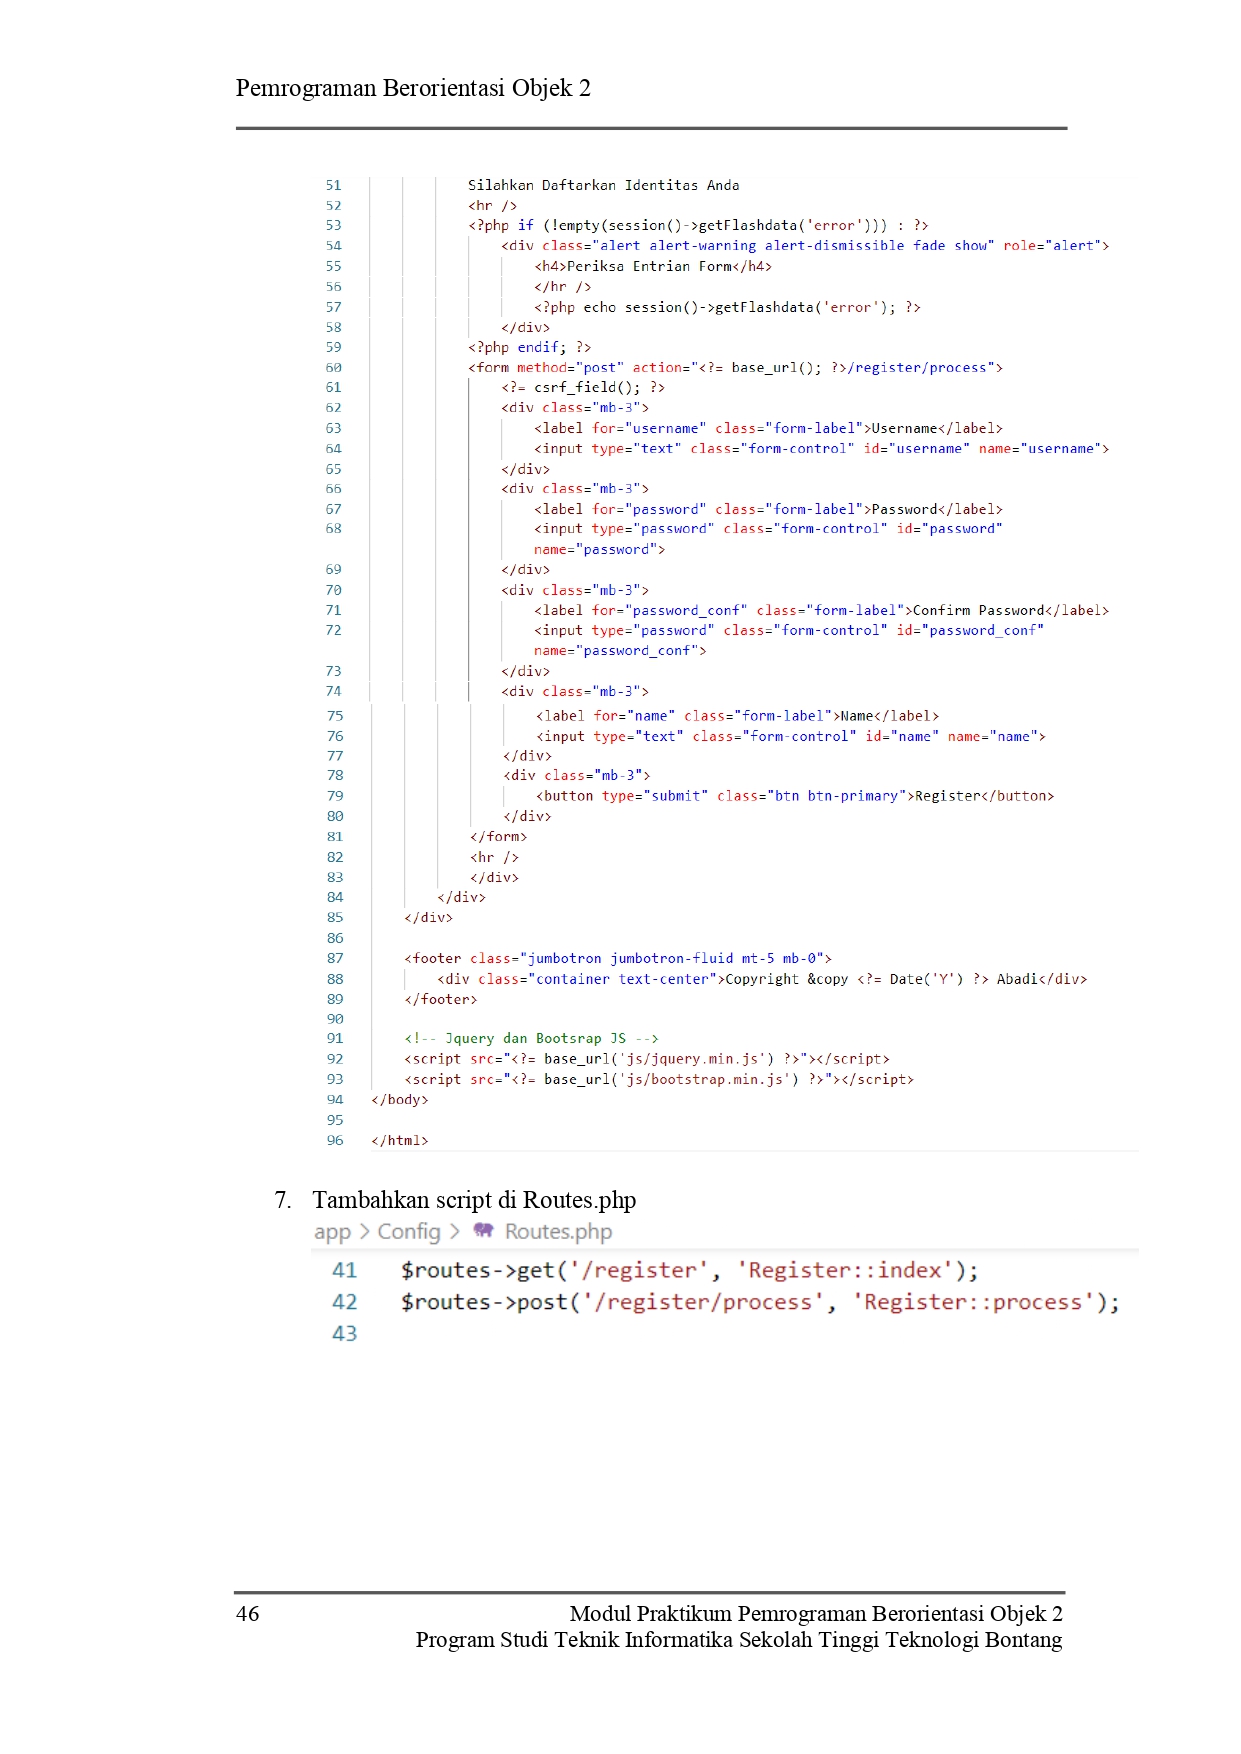 Pemrograman Berorientasi Objek 2
51 Silahkan Daftarkan Identitas Anda
52 <hr />
53 <?php if (!empty(session()->getFlashdata('error'))) : ?>
54 <div class="alert alert-warning alert-dismissible fade show" role="alert">
55 <h4>Periksa Entrian Form</h4>
56 </hr />
57 <?php echo session()->getFlashdata('error'); ?>
58 </div>
59 <?php endif; ?>
60 <form method="post" action="<?= base_url(); ?>/register/process">
61 <?= csrf_field(); ?>
62 <div class="mb-3">
63 <label for="username" class="form-label">Username</label>
64 <input type="text" class="form-control" id="username" name="username">
65 </div>
66 <div class="mb-3">
67 <label for="password" class="form-label">Password</label>
68 <input type="password" class="form-control" id="password"
name="password">
69 </div>
70 <div class="mb-3">
71 <label for="password_conf" class="form-label">Confirm Password</label>
72 <input type="password" class="form-control" id="password_conf"
name="password_conf">
73 </div>
74 <div class="mb-3">
75 <label for="name" class="form-label">Name</label>
76 <input type="text" class="form-control" id="name" name="name">
77 </div>
78 <div class="mb-3">
79 <button type="submit" class="btn btn-primary">Register</button>
80 </div>
81 </form>
82 <hr />
83 </div>
84 </div>
85 </div>
86
87 <footer class="jumbotron jumbotron-fluid mt-5 mb-0">
88 <div class="container text-center">Copyright &copy <?= Date('Y') ?> Abadi</div>
89 </footer>
90
91 <!-- Jquery dan Bootsrap JS -->
92 <script src="<?= base_url('js/jquery.min.js') ?>"></script>
93 <script src="<?= base_url('js/bootstrap.min.js') ?>"></script>
94 </body>
95
96 </html>
7. Tambahkan script di Routes.php
app > Config > Routes.php
41 $routes->get('/register', 'Register::index');
42 $routes->post('/register/process', 'Register::process');
43
46 Modul Praktikum Pemrograman Berorientasi Objek 2
Program Studi Teknik Informatika Sekolah Tinggi Teknologi Bontang